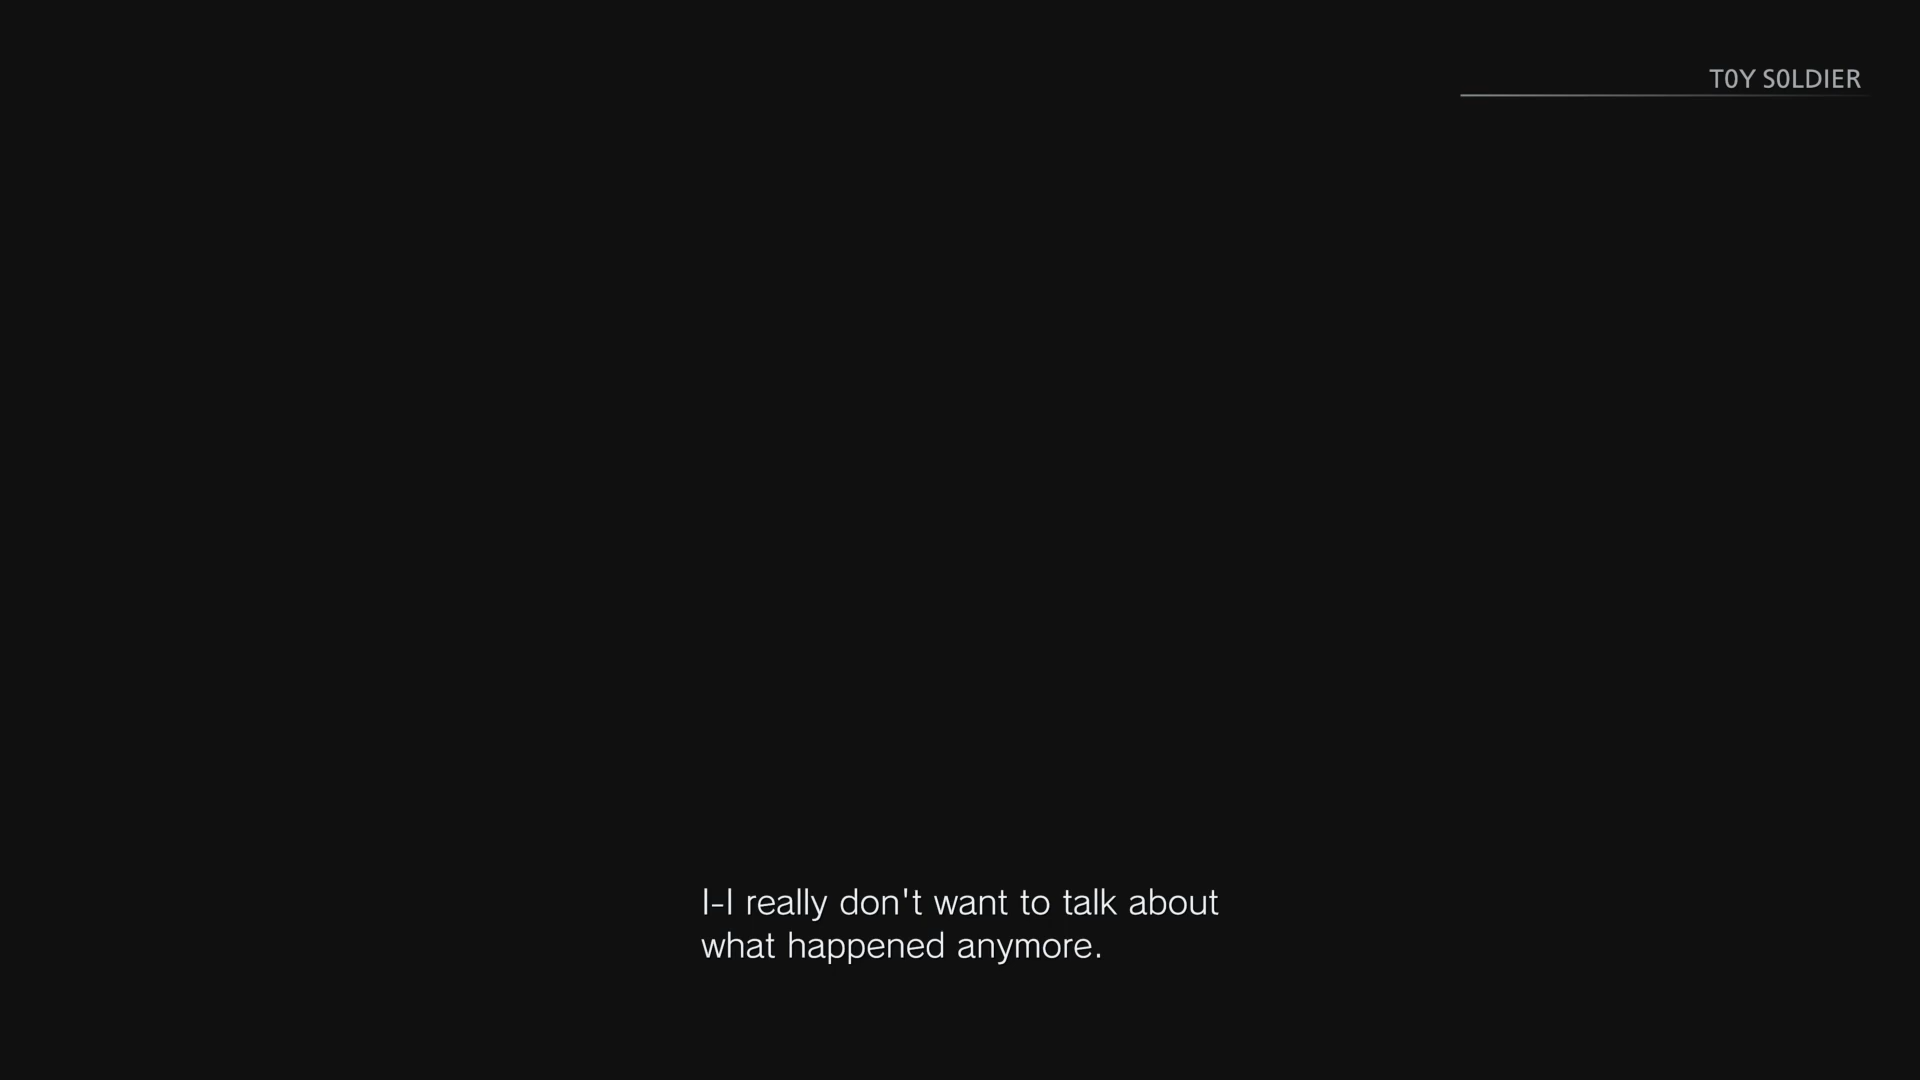 T0Y S0LDIER
I-I really don't want to talk about
what happened anymore.